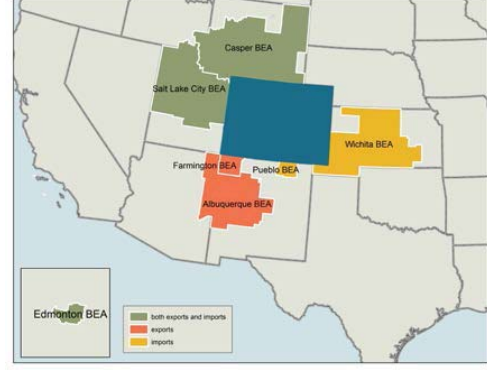 Casper BEA
Salt Lake City BEA
Wichita BEA
Farmington BEA
Pueblo BEA
Albuquerque BEA
Edmonton BEA
both exports and imports
exports
imports